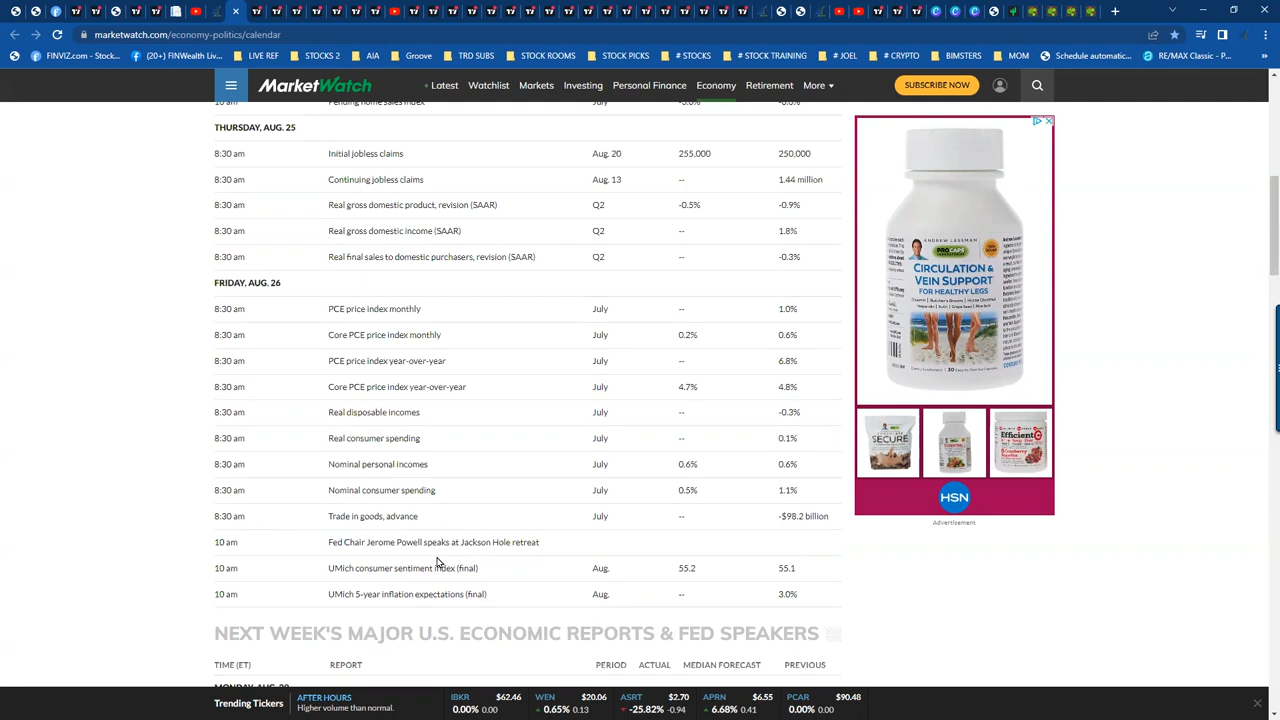 marketwatch.com/economy-politics/calendar
FINVIZ.com - Stock... (20+) FINWealth Liv... LIVE REF STOCKS 2 AIA Groove TRD SUBS STOCK ROOMS STOCK PICKS # STOCKS # STOCK TRAINING # JOEL # CRYPTO BIMSTERS MOM Schedule automatic... RE/MAX Classic - P... »
MarketWatch Latest Watchlist Markets Investing Personal Finance Economy Retirement More SUBSCRIBE NOW
10 am Pending home sales index July
THURSDAY, AUG. 25
8:30 am Initial jobless claims Aug. 20 255,000 250,000
8:30 am Continuing jobless claims Aug. 13 -- 1.44 million
8:30 am Real gross domestic product, revision (SAAR) Q2 -0.5% -0.9%
8:30 am Real gross domestic income (SAAR) Q2 -- 1.8%
8:30 am Real final sales to domestic purchasers, revision (SAAR) Q2 -- -0.3%
FRIDAY, AUG. 26
8:30 am PCE price index monthly July -- 1.0%
8:30 am Core PCE price index monthly July 0.2% 0.6%
8:30 am PCE price index year-over-year July -- 6.8%
8:30 am Core PCE price index year-over-year July 4.7% 4.8%
8:30 am Real disposable incomes July -- -0.3%
8:30 am Real consumer spending July -- 0.1%
8:30 am Nominal personal incomes July 0.6% 0.6%
8:30 am Nominal consumer spending July 0.5% 1.1%
8:30 am Trade in goods, advance July -- -$98.2 billion
10 am Fed Chair Jerome Powell speaks at Jackson Hole retreat
10 am UMich consumer sentiment index (final) Aug. 55.2 55.1
10 am UMich 5-year inflation expectations (final) Aug. -- 3.0%
NEXT WEEK'S MAJOR U.S. ECONOMIC REPORTS & FED SPEAKERS
TIME (ET) REPORT PERIOD ACTUAL MEDIAN FORECAST PREVIOUS
MONDAY, AUG. 29
ANDREW LESSMAN
PROCAPS
LABORATORIES
CIRCULATION &
VEIN SUPPORT
FOR HEALTHY LEGS
SECURE
Efficient C
HSN
Advertisement
Trending Tickers
AFTER HOURS
Higher volume than normal.
IBKR $62.46
0.00% 0.00
WEN $20.06
0.65% 0.13
ASRT $2.70
-25.82% -0.94
APRN $6.55
6.68% 0.41
PCAR $90.48
0.00% 0.00